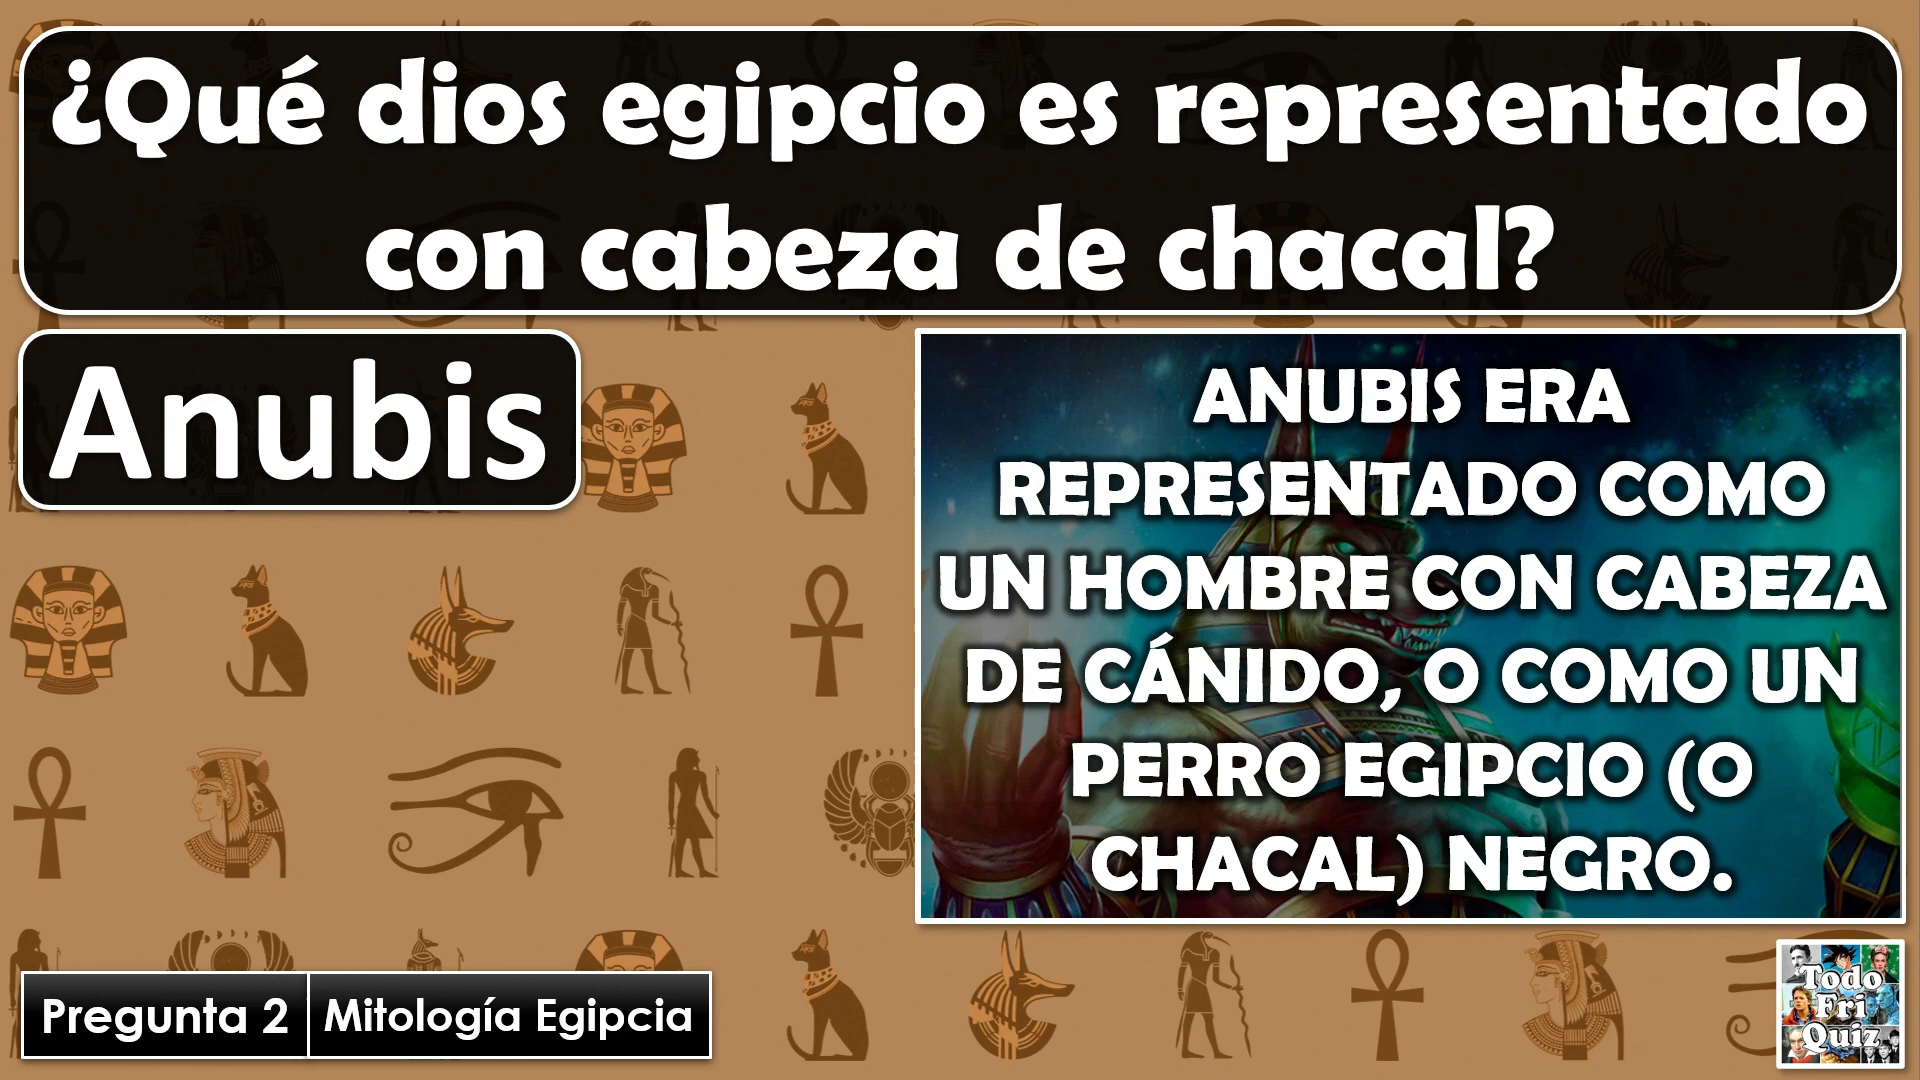 ¿Qué dios egipcio es representado
con cabeza de chacal?
Anubis
ANUBIS ERA
REPRESENTADO COMO
UN HOMBRE CON CABEZA
DE CÁNIDO, O COMO UN
PERRO EGIPCIO (O
CHACAL) NEGRO.
Pregunta 2
Mitología Egipcia
Todo
Fri
Quiz